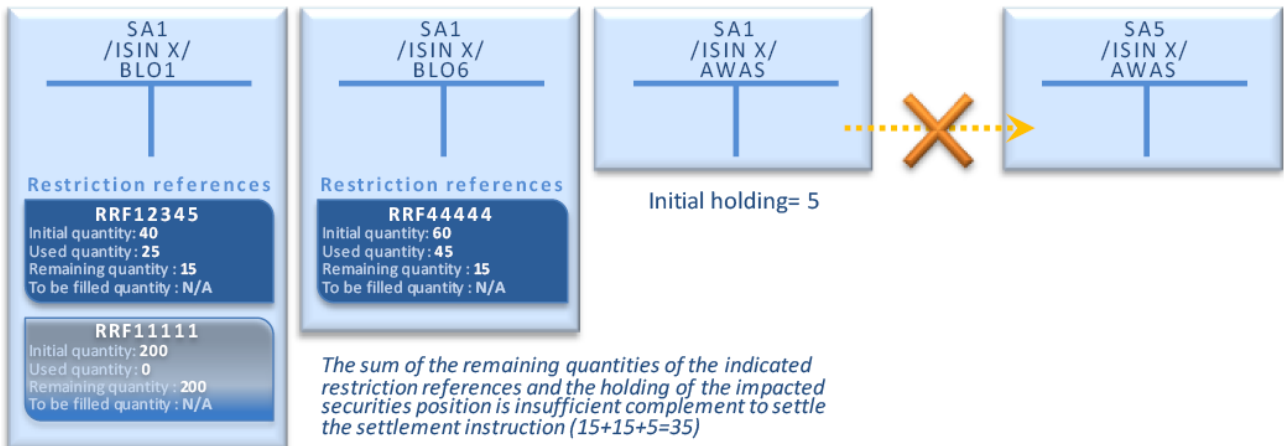 SA1
/ISIN X/
BLO1
Restriction references
RRF12345
Initial quantity: 40
Used quantity : 25
Remaining quantity : 15
To be filled quantity : N/A
RRF11111
Initial quantity: 200
Used quantity : 0
Remaining quantity : 200
To be filled quantity : N/A
SA1
/ISIN X/
BLO6
Restriction references
RRF44444
Initial quantity: 60
Used quantity : 45
Remaining quantity : 15
To be filled quantity : N/A
SA1
/ISIN X/
AWAS
Initial holding= 5
SA5
/ISIN X/
AWAS
The sum of the remaining quantities of the indicated
restriction references and the holding of the impacted
securities position is insufficient complement to settle
the settlement instruction (15+15+5=35)